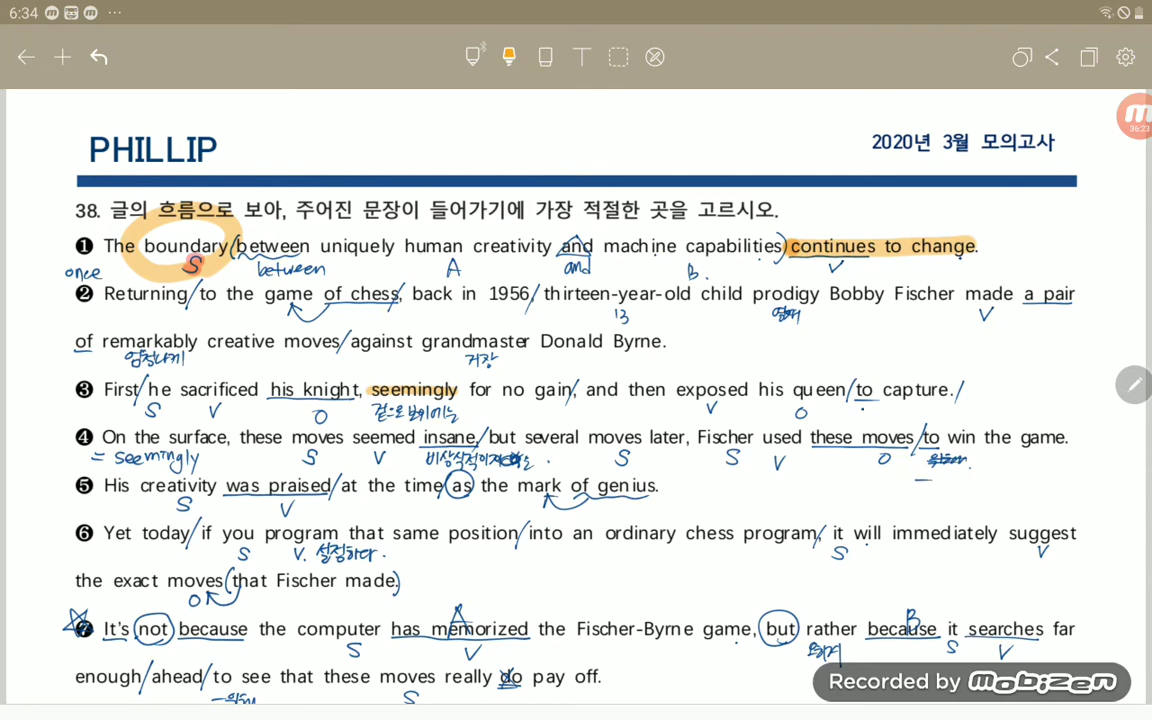 6:34
36:23
PHILLIP
2020년 3월 모의고사
38. 글의 흐름으로 보아, 주어진 문장이 들어가기에 가장 적절한 곳을 고르시오.
❶ The boundary (between uniquely human creativity and machine capabilities) continues to change.
once S between A and B. V
❷ Returning / to the game of chess, back in 1956, / thirteen-year-old child prodigy Bobby Fischer made a pair
13 V
of remarkably creative moves / against grandmaster Donald Byrne.
엄청나게 거장
❸ First / he sacrificed his knight, seemingly for no gain, and then exposed his queen / to capture. /
S V O 겉으로 보기에는 V O
❹ On the surface, these moves seemed insane, / but several moves later, Fischer used these moves / to win the game.
= seemingly S V S S V O
❺ His creativity was praised / at the time as the mark of genius.
S V
❻ Yet today / if you program that same position / into an ordinary chess program, / it will immediately suggest
S V. 설정하다. S V
the exact moves (that Fischer made.)
O
❼ It's not because the computer has memorized the Fischer-Byrne game, but rather because it searches far
A B S V S V
enough / ahead / to see that these moves really do pay off.
S
Recorded by mobizen